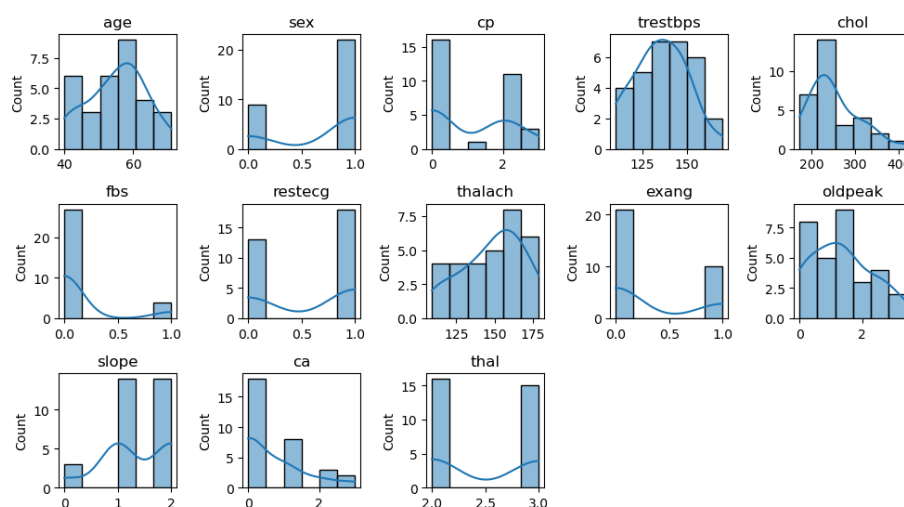 age sex cp trestbps chol
Count 7.5 5.0 2.5 0.0 40 60
Count 20 10 0 0.0 0.5 1.0
Count 15 10 5 0 0 2
Count 6 4 2 0 125 150
Count 10 5 0 200 300 400
fbs restecg thalach exang oldpeak
Count 20 10 0 0.0 0.5 1.0
Count 15 10 5 0 0.0 0.5 1.0
Count 7.5 5.0 2.5 0.0 125 150 175
Count 20 10 0 0.0 0.5 1.0
Count 7.5 5.0 2.5 0.0 0 2
slope ca thal
Count 10 5 0 0 1 2
Count 15 10 5 0 0 2
Count 15 10 5 0 2.0 2.5 3.0